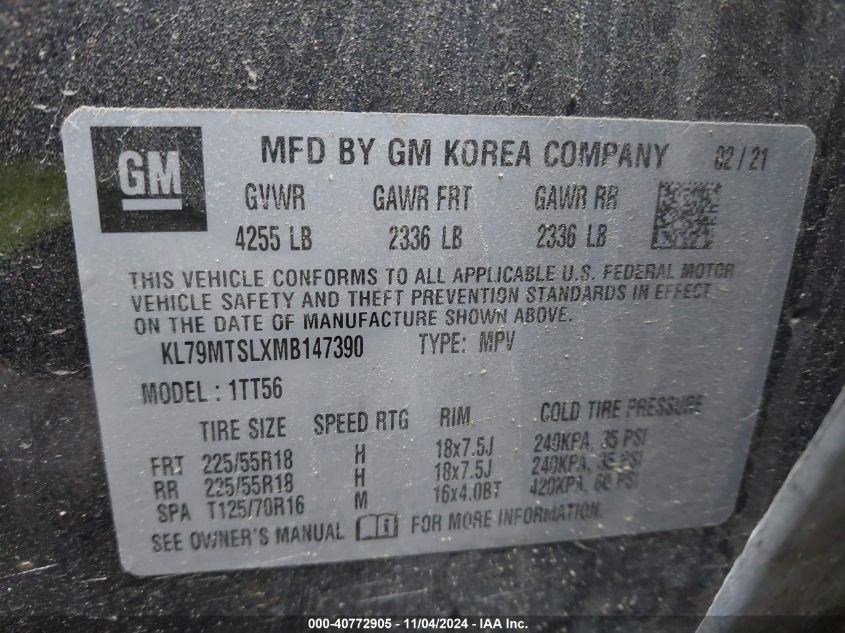 GM
MFD BY GM KOREA COMPANY 02/21
GVWR GAWR FRT GAWR RR
4255 LB 2336 LB 2336 LB
THIS VEHICLE CONFORMS TO ALL APPLICABLE U.S. FEDERAL MOTOR
VEHICLE SAFETY AND THEFT PREVENTION STANDARDS IN EFFECT
ON THE DATE OF MANUFACTURE SHOWN ABOVE.
KL79MTSLXMB147390 TYPE: MPV
MODEL : 1TT56
TIRE SIZE SPEED RTG RIM COLD TIRE PRESSURE
FRT 225/55R18 H 18x7.5J 240KPA, 35 PSI
RR 225/55R18 H 18x7.5J 240KPA, 35 PSI
SPA T125/70R16 M 16x4.0BT 420KPA, 60 PSI
SEE OWNER'S MANUAL i FOR MORE INFORMATION.
000-40772905 - 11/04/2024 - IAA Inc.